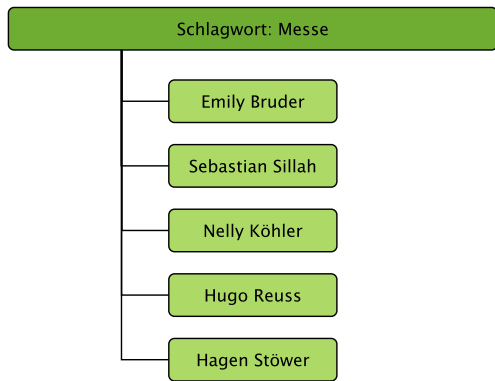 Schlagwort: Messe
Emily Bruder
Sebastian Sillah
Nelly Köhler
Hugo Reuss
Hagen Stöwer